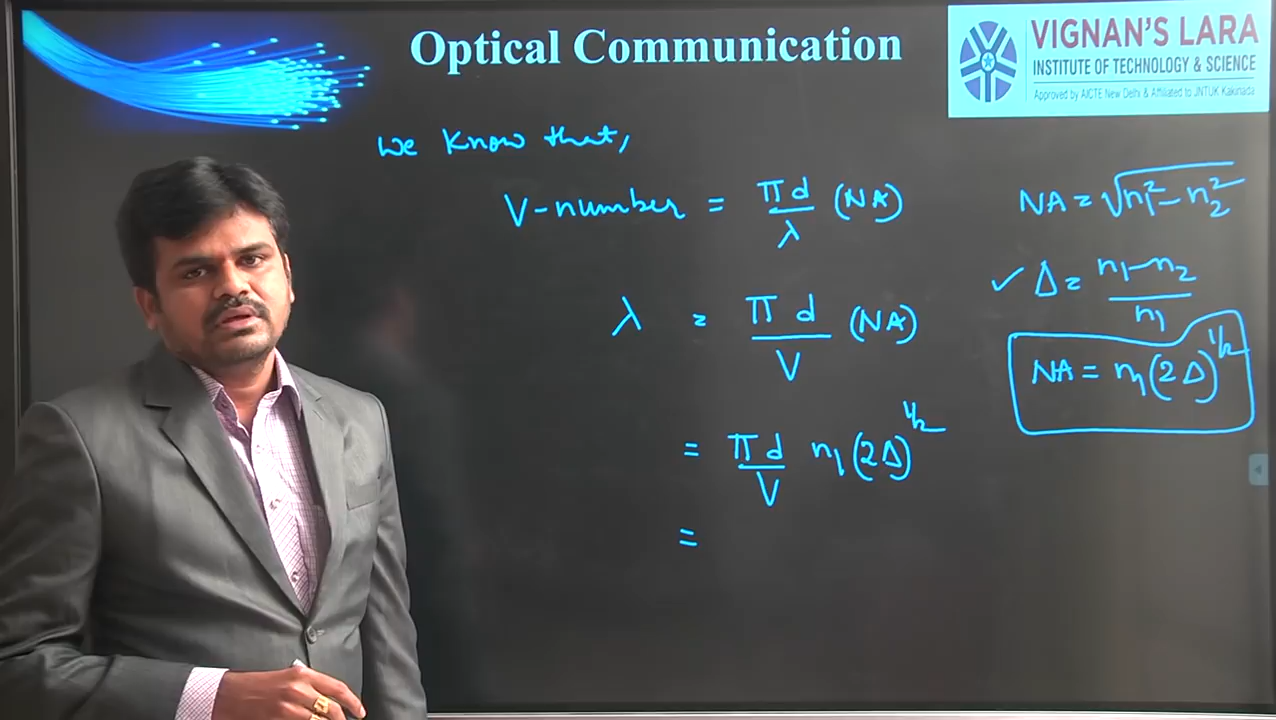 Optical Communication
VIGNAN'S LARA
INSTITUTE OF TECHNOLOGY & SCIENCE
Approved by AICTE New Delhi & Affiliated to JNTUK Kakinada
We know that,
V-number = πd/λ (NA)
λ = πd/V (NA)
= πd/V n₁(2Δ)^1/2
=
NA = √n₁² - n₂²
✓ Δ = n₁-n₂/n₁
NA = n₁(2Δ)^1/2